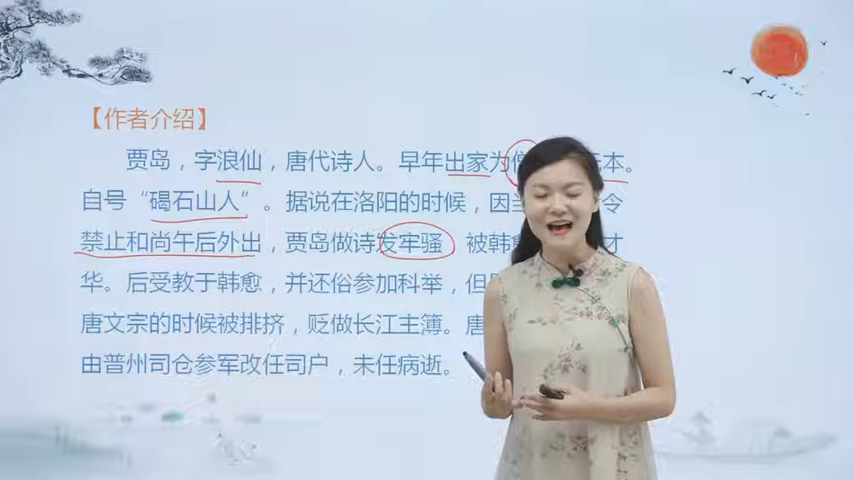 【作者介绍】
贾岛，字浪仙，唐代诗人。早年出家为 本。
自号“碣石山人”。据说在洛阳的时候，因 令
禁止和尚午后外出，贾岛做诗发牢骚，被韩 才
华。后受教于韩愈，并还俗参加科举，但
唐文宗的时候被排挤，贬做长江主簿。唐
由普州司仓参军改任司户，未任病逝。